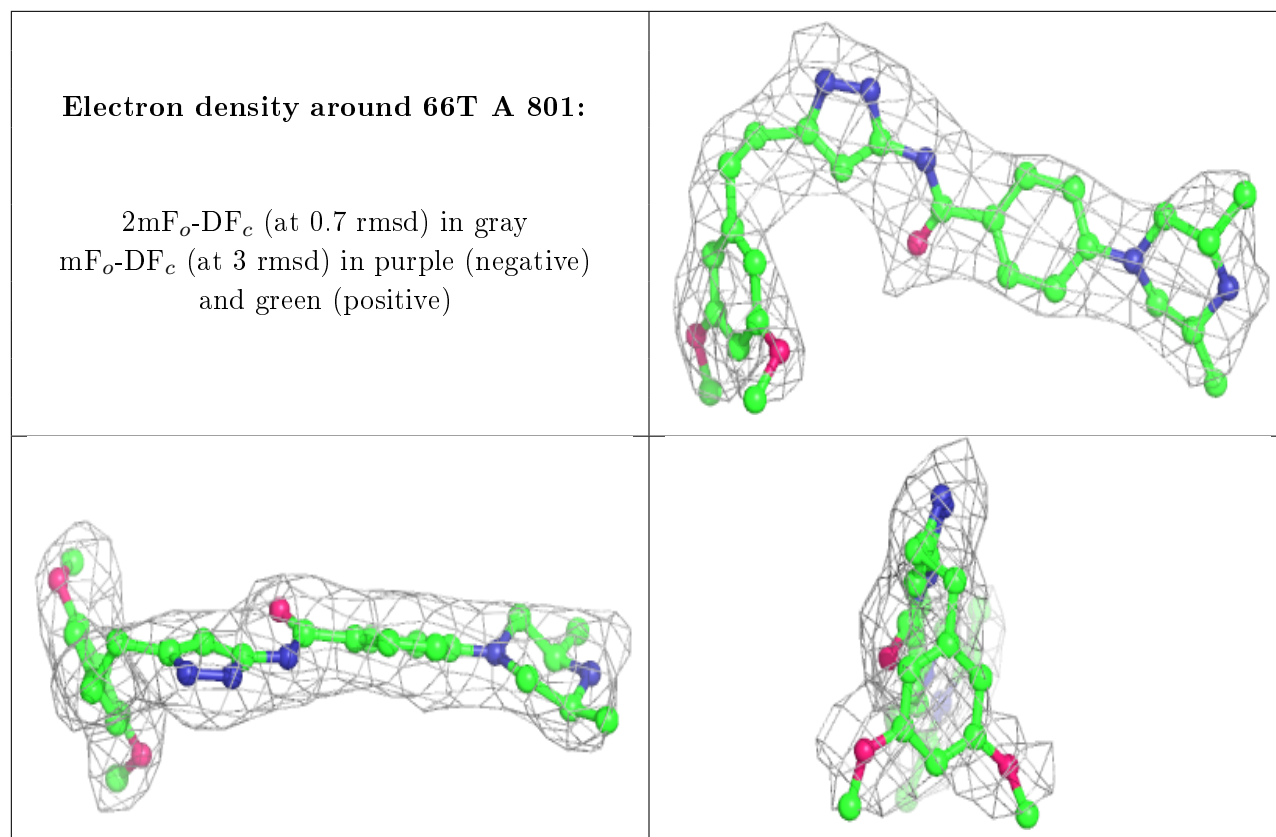 Electron density around 66T A 801:
2mFo-DFc (at 0.7 rmsd) in gray
mFo-DFc (at 3 rmsd) in purple (negative)
and green (positive)